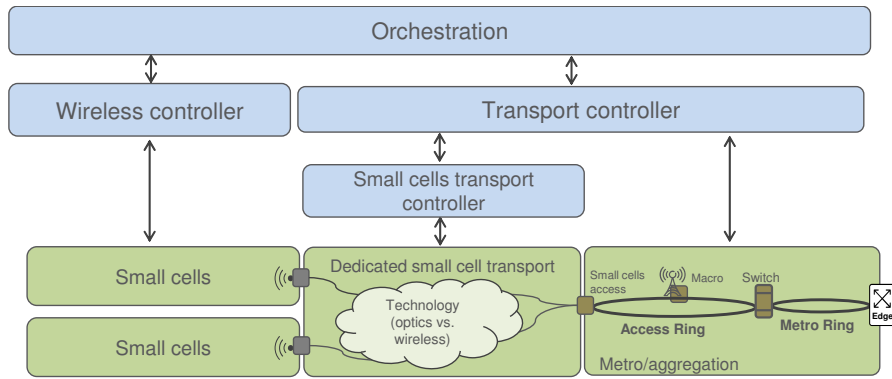 Orchestration
Wireless controller
Transport controller
Small cells transport
controller
Small cells
Dedicated small cell transport
Technology
(optics vs.
wireless)
Small cells
Small cells
access
Macro
Switch
Access Ring
Metro Ring
Edge
Metro/aggregation